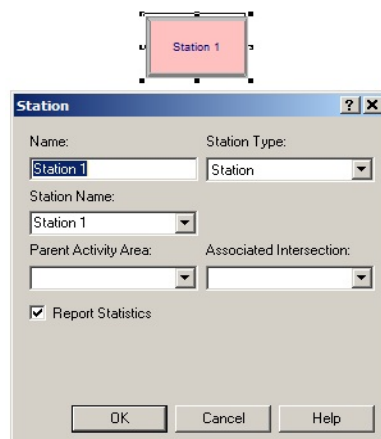 Station 1
Station
Name: Station Type:
Station 1 Station
Station Name:
Station 1
Parent Activity Area: Associated Intersection:
Report Statistics
OK Cancel Help